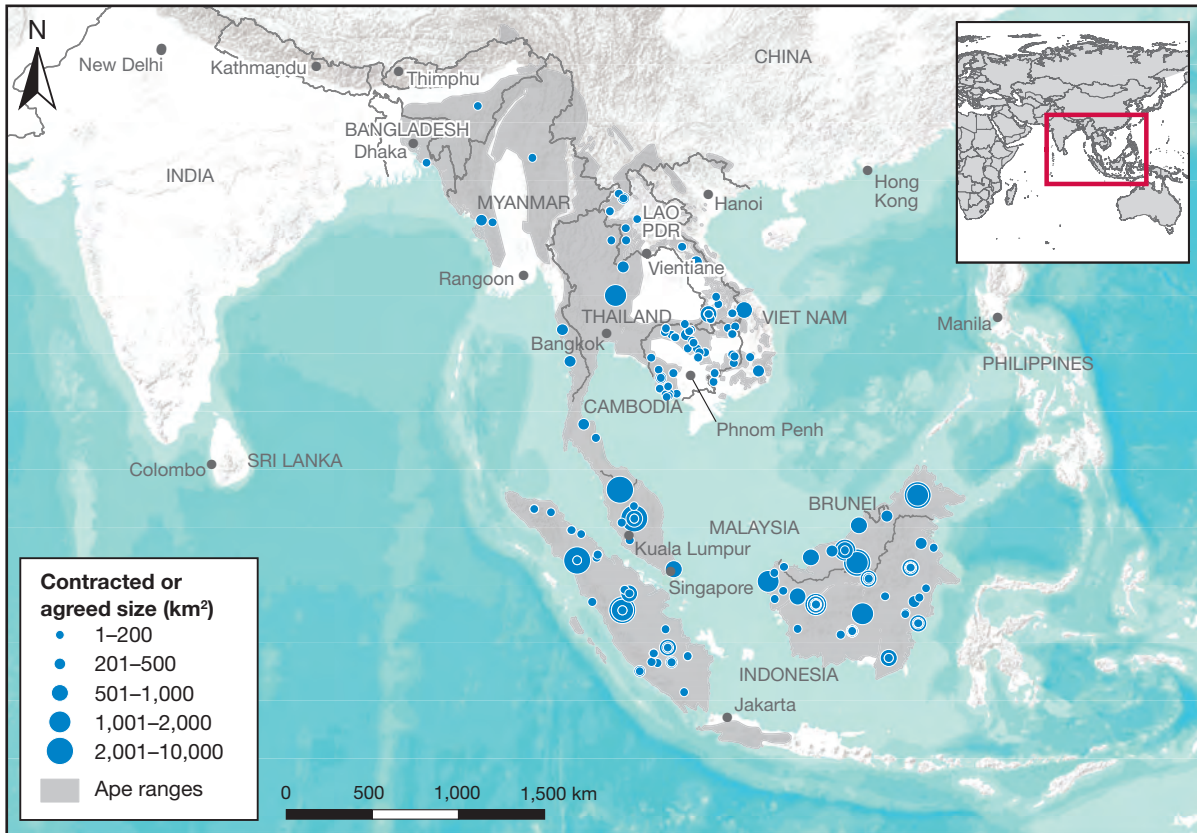 N
New Delhi
Kathmandu
Thimphu
CHINA
BANGLADESH
Dhaka
INDIA
MYANMAR
Hanoi
Hong
Kong
LAO
PDR
Vientiane
Rangoon
THAILAND
VIET NAM
Bangkok
Manila
PHILIPPINES
CAMBODIA
Phnom Penh
Colombo
SRI LANKA
BRUNEI
MALAYSIA
Kuala Lumpur
Singapore
INDONESIA
Jakarta
Contracted or
agreed size (km²)
1–200
201–500
501–1,000
1,001–2,000
2,001–10,000
Ape ranges
0 500 1,000 1,500 km